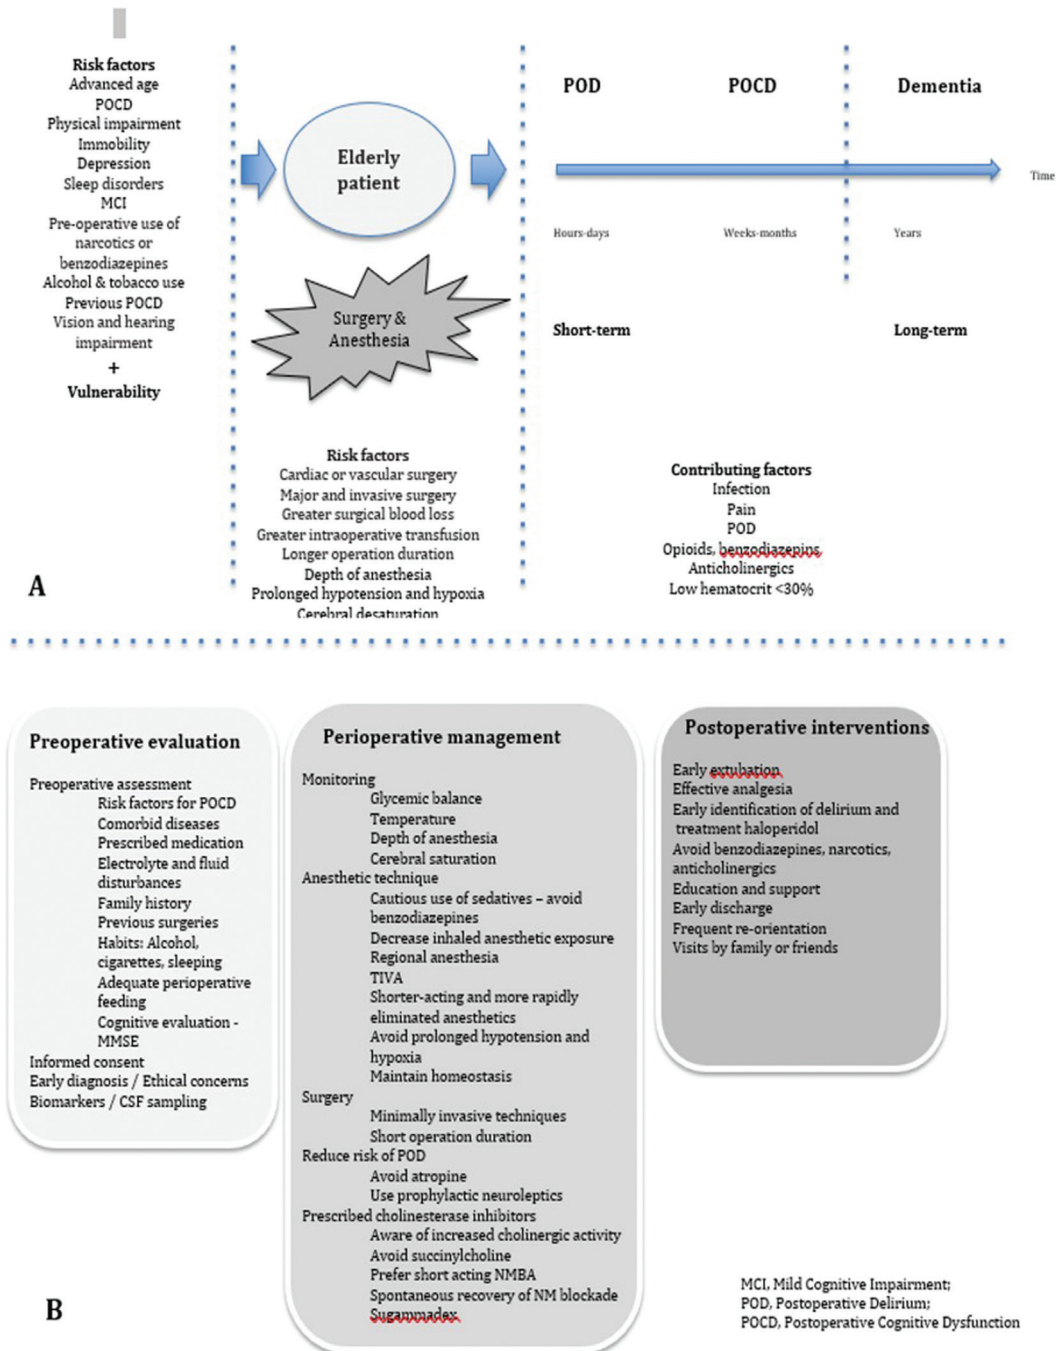 Risk factors
Advanced age
POCD
Physical impairment
Immobility
Depression
Sleep disorders
MCI
Pre-operative use of
narcotics or
benzodiazepines
Alcohol & tobacco use
Previous POCD
Vision and hearing
impairment
+
Vulnerability
Elderly
patient
Surgery &
Anesthesia
Risk factors
Cardiac or vascular surgery
Major and invasive surgery
Greater surgical blood loss
Greater intraoperative transfusion
Longer operation duration
Depth of anesthesia
Prolonged hypotension and hypoxia
Cerebral desaturation
POD
POCD
Dementia
Time
Hours-days
Weeks-months
Years
Short-term
Long-term
Contributing factors
Infection
Pain
POD
Opioids, benzodiazepins,
Anticholinergics
Low hematocrit <30%
A
Preoperative evaluation
Preoperative assessment
Risk factors for POCD
Comorbid diseases
Prescribed medication
Electrolyte and fluid
disturbances
Family history
Previous surgeries
Habits: Alcohol,
cigarettes, sleeping
Adequate perioperative
feeding
Cognitive evaluation -
MMSE
Informed consent
Early diagnosis / Ethical concerns
Biomarkers / CSF sampling
Perioperative management
Monitoring
Glycemic balance
Temperature
Depth of anesthesia
Cerebral saturation
Anesthetic technique
Cautious use of sedatives – avoid
benzodiazepines
Decrease inhaled anesthetic exposure
Regional anesthesia
TIVA
Shorter-acting and more rapidly
eliminated anesthetics
Avoid prolonged hypotension and
hypoxia
Maintain homeostasis
Surgery
Minimally invasive techniques
Short operation duration
Reduce risk of POD
Avoid atropine
Use prophylactic neuroleptics
Prescribed cholinesterase inhibitors
Aware of increased cholinergic activity
Avoid succinylcholine
Prefer short acting NMBA
Spontaneous recovery of NM blockade
Sugammadex
Postoperative interventions
Early extubation
Effective analgesia
Early identification of delirium and
treatment haloperidol
Avoid benzodiazepines, narcotics,
anticholinergics
Education and support
Early discharge
Frequent re-orientation
Visits by family or friends
B
MCI, Mild Cognitive Impairment;
POD, Postoperative Delirium;
POCD, Postoperative Cognitive Dysfunction